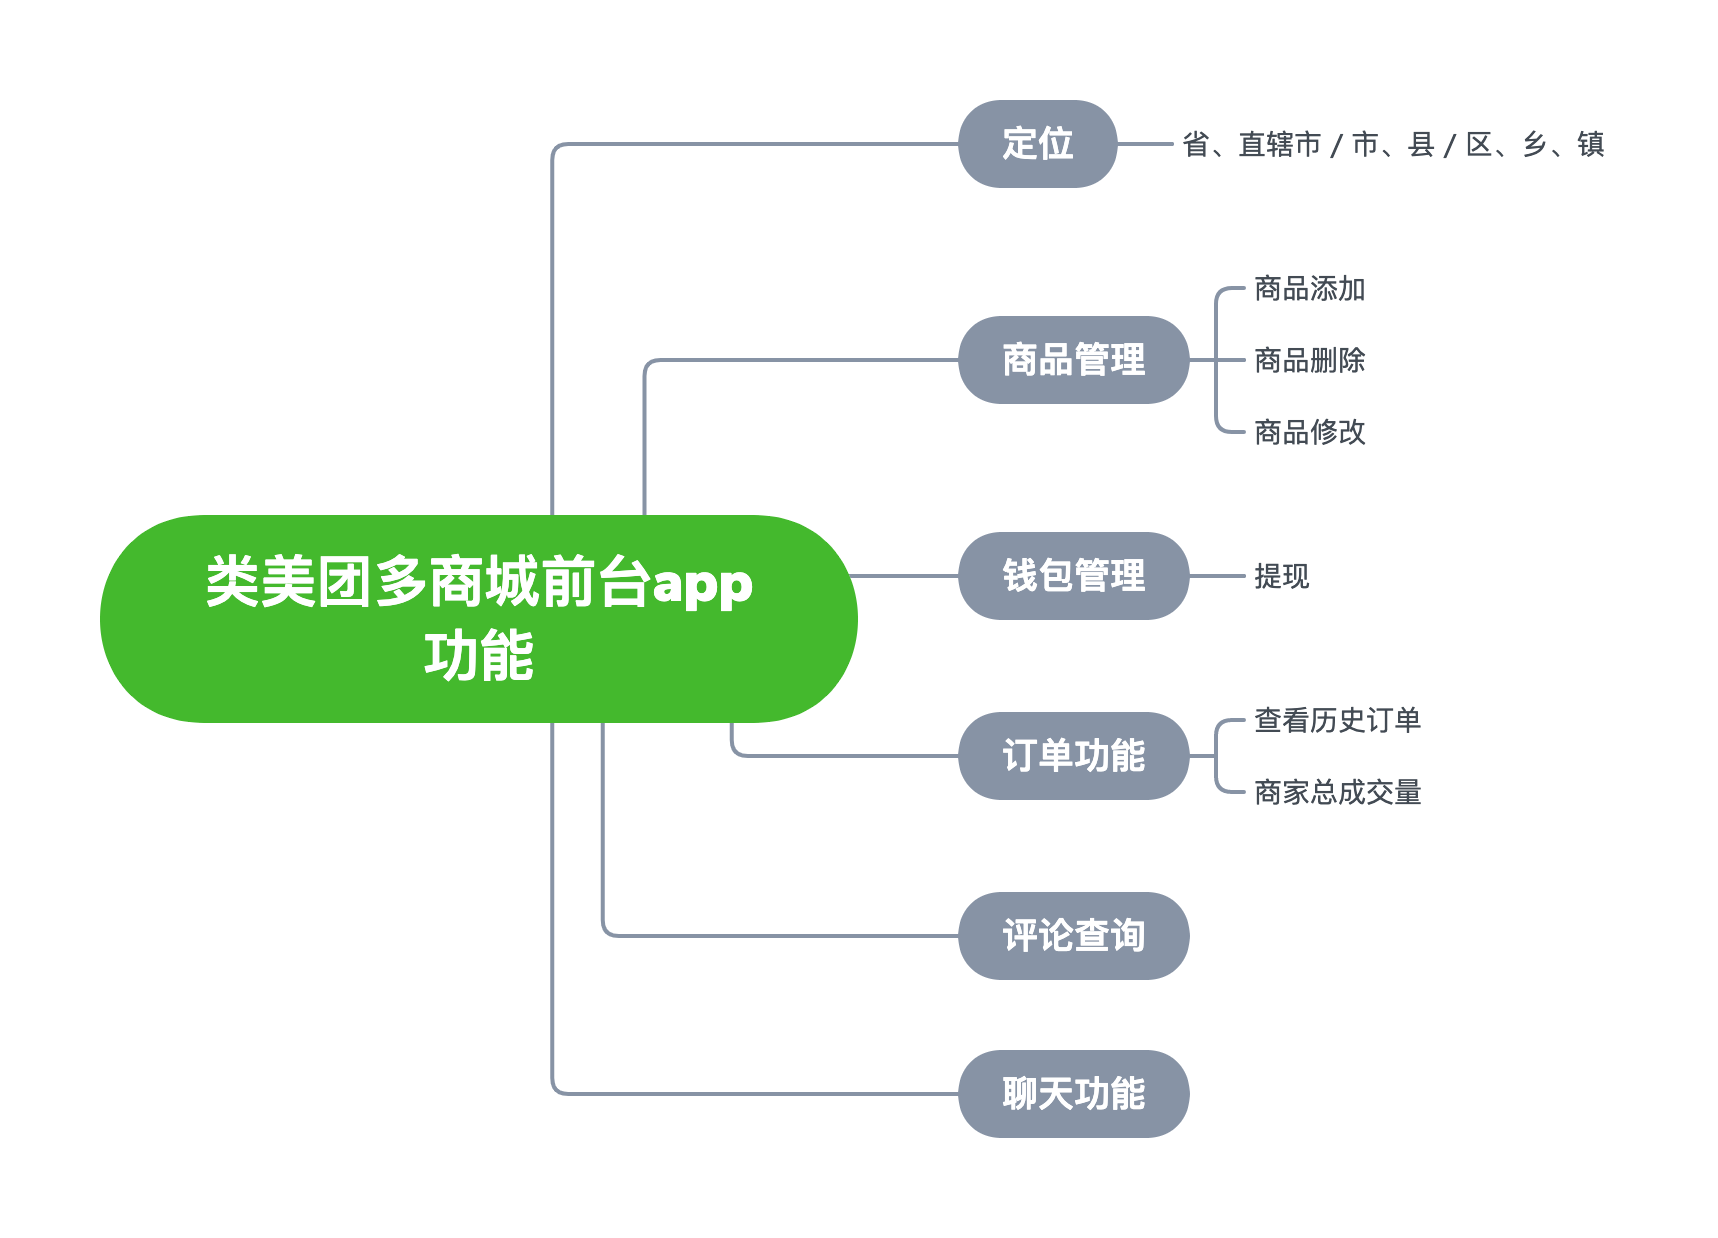 定位
省、直辖市 / 市、县 / 区、乡、镇
商品添加
商品管理
商品删除
商品修改
类美团多商城前台app
功能
钱包管理
提现
查看历史订单
订单功能
商家总成交量
评论查询
聊天功能